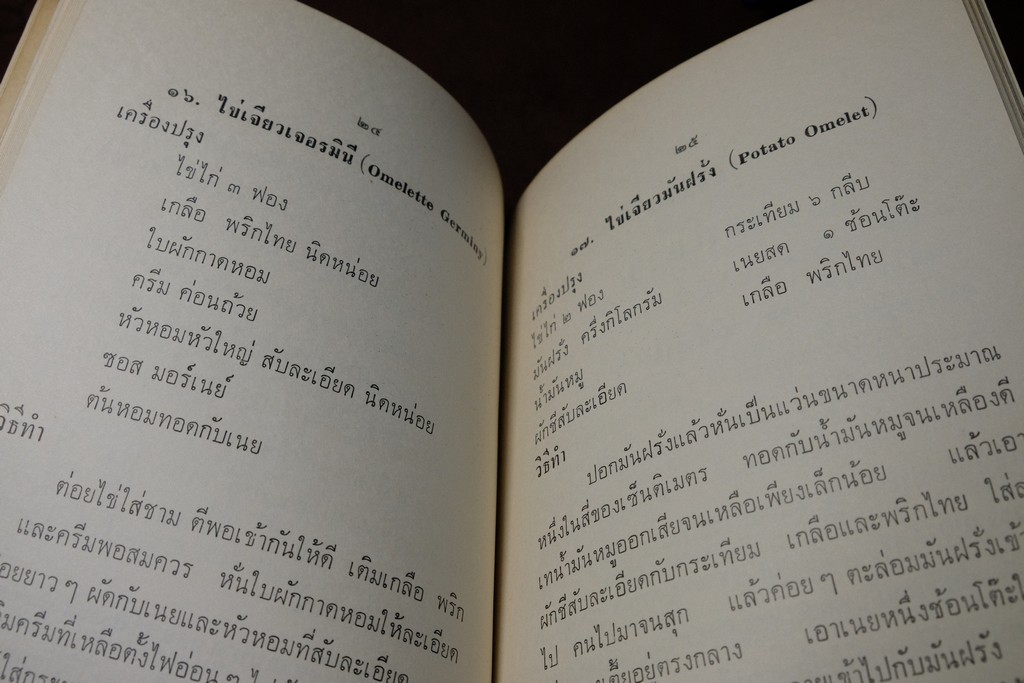 ๒๔
๑๖. ไข่เจียวเจอรมินี (Omelette Germiny)
เครื่องปรุง
ไข่ไก่ ๓ ฟอง
เกลือ พริกไทย นิดหน่อย
ใบผักกาดหอม
ครีม ค่อนถ้วย
หัวหอมหัวใหญ่ สับละเอียด นิดหน่อย
ซอส มอร์เนย์
ต้นหอมทอดกับเนย
วิธีทำ
ต่อยไข่ใส่ชาม ตีพอเข้ากันให้ดี เติมเกลือ พริก
และครีมพอสมควร หั่นใบผักกาดหอมให้ละเอียด
ยาวๆ ผัดกับเนยและหัวหอมที่สับละเอียด
ครีมที่เหลือตั้งไฟอ่อน ๆ
๒๕
๑๗. ไข่เจียวมันฝรั่ง (Potato Omelet)
เครื่องปรุง
ไข่ไก่ ๒ ฟอง กระเทียม ๖ กลีบ
มันฝรั่ง ครึ่งกิโลกรัม เนยสด ๑ ช้อนโต๊ะ
น้ำมันหมู เกลือ พริกไทย
ผักชีสับละเอียด
วิธีทำ
ปอกมันฝรั่งแล้วหั่นเป็นแว่นขนาดหนาประมาณ
หนึ่งในสี่ของเซ็นติเมตร ทอดกับน้ำมันหมูจนเหลืองดี
เทน้ำมันหมูออกเสียจนเหลือเพียงเล็กน้อย แล้วเอา
ผักชีสับละเอียดกับกระเทียม เกลือและพริกไทย ใส่ล
ไป คนไปมาจนสุก แล้วค่อยๆ ตะล่อมมันฝรั่งเข้า
อยู่ตรงกลาง เอาเนยหนึ่งช้อนโต๊ะใ
เข้าไปกับมันฝรั่ง